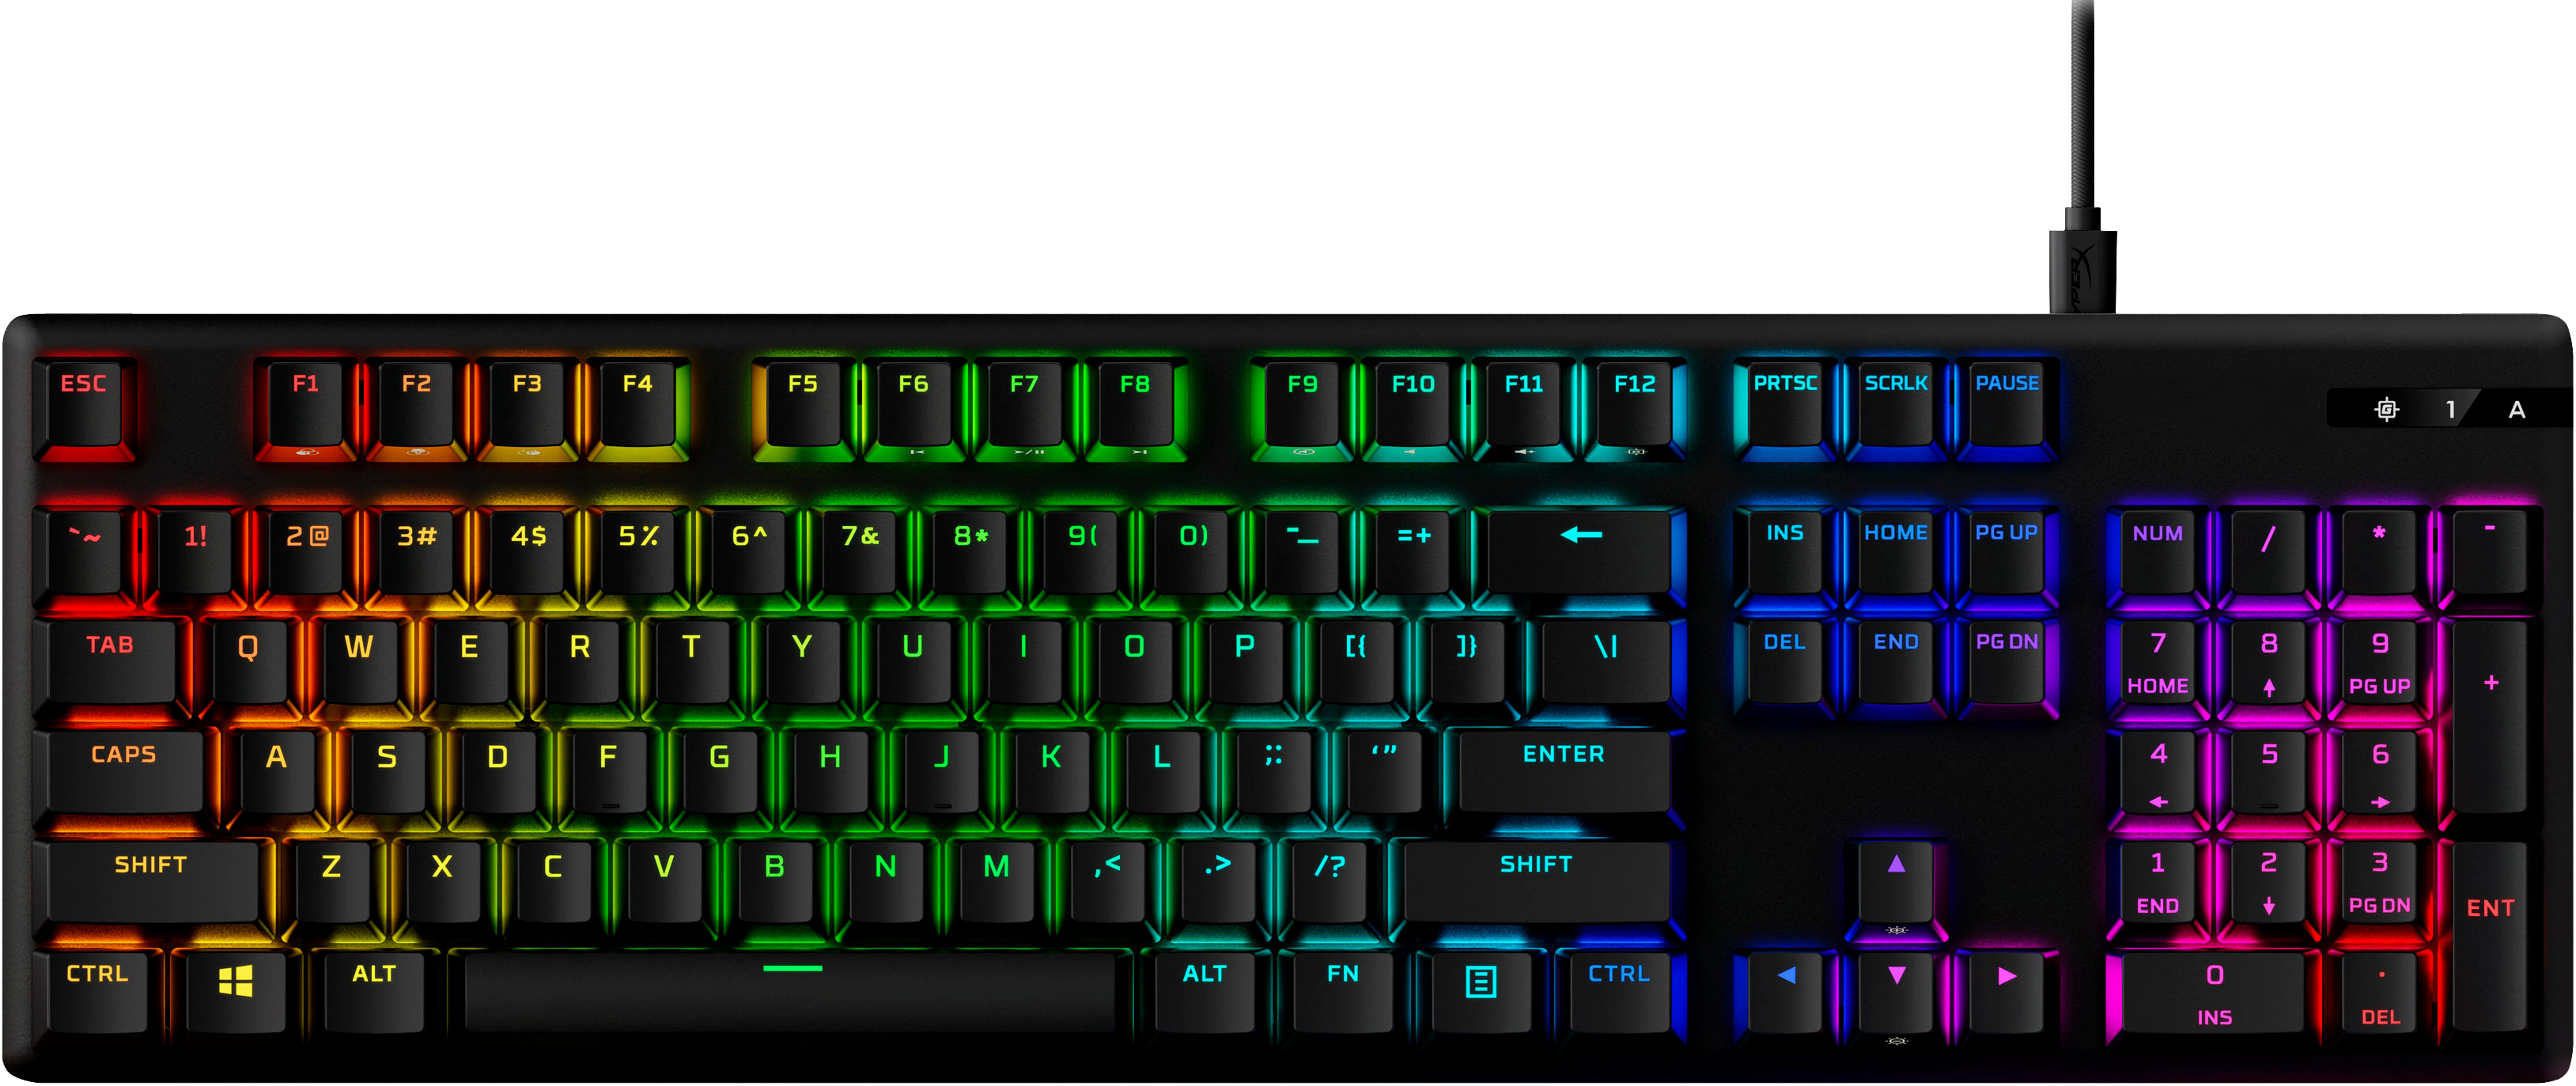 ESC F1 F2 F3 F4 F5 F6 F7 F8 F9 F10 F11 F12 PRTSC SCRLK PAUSE 1 A
`~ 1! 2@ 3# 4$ 5% 6^ 7& 8* 9( 0) -_ =+ ← INS HOME PG UP NUM / * -
TAB Q W E R T Y U I O P [{ ]} \| DEL END PG DN 7 8 9 +
HOME ↑ PG UP
CAPS A S D F G H J K L ;: '" ENTER 4 5 6
← →
SHIFT Z X C V B N M ,< .> /? SHIFT ▲ 1 2 3 ENT
END ↓ PG DN
CTRL ALT ALT FN CTRL ◀ ▼ ▶ 0 .
INS DEL